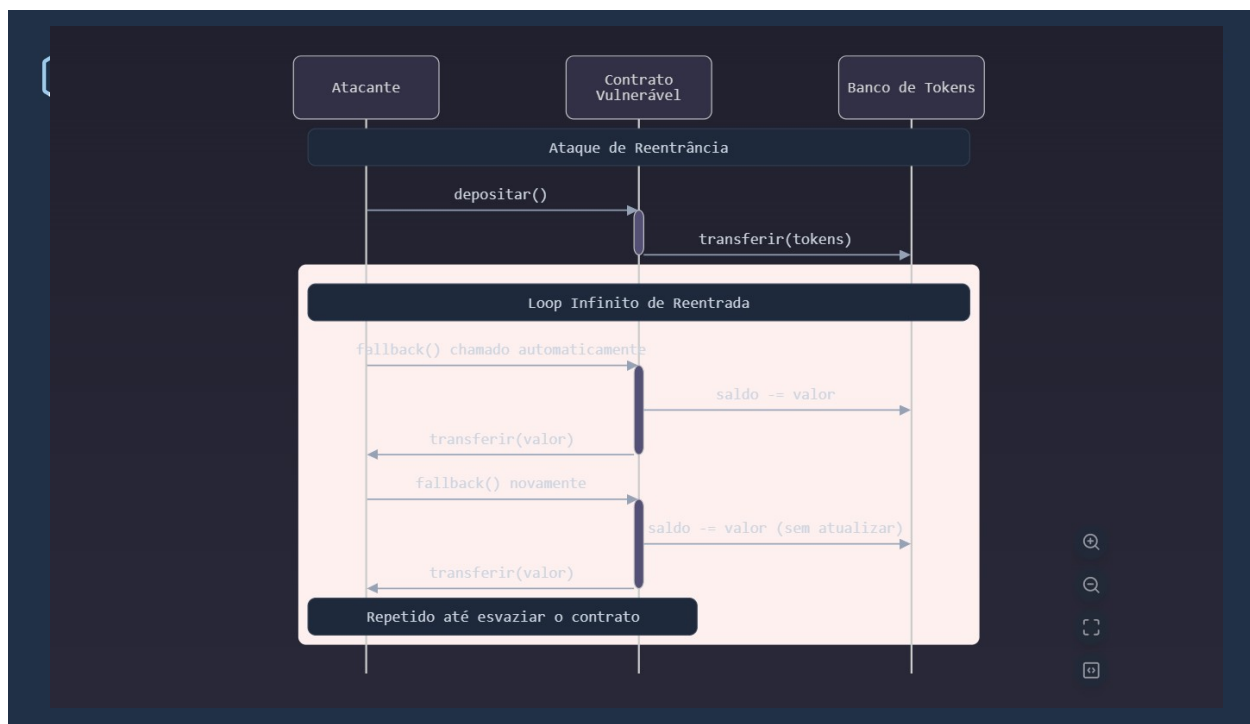 Atacante
Contrato
Vulnerável
Banco de Tokens
Ataque de Reentrância
depositar()
transferir(tokens)
Loop Infinito de Reentrada
fallback() chamado automaticamente
saldo -= valor
transferir(valor)
fallback() novamente
saldo -= valor (sem atualizar)
transferir(valor)
Repetido até esvaziar o contrato